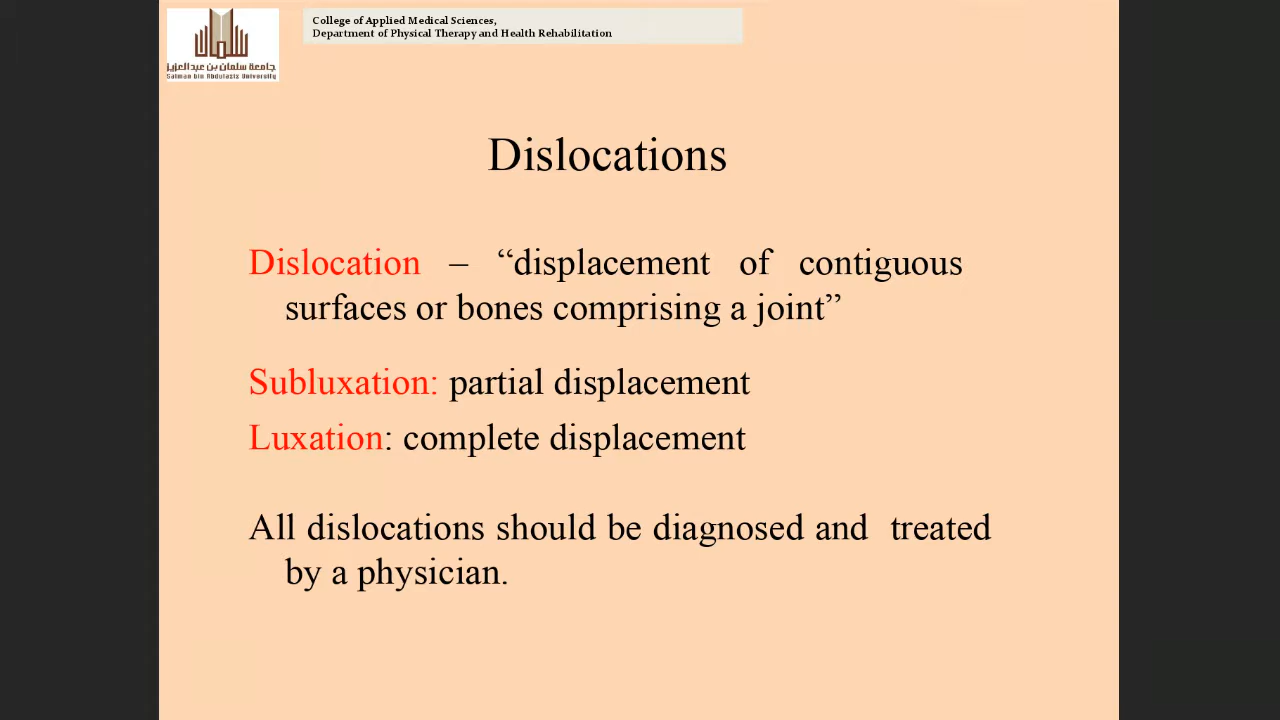 College of Applied Medical Sciences,
Department of Physical Therapy and Health Rehabilitation
جامعة سلمان بن عبدالعزيز
Salman bin Abdulaziz University
Dislocations
Dislocation – “displacement of contiguous
surfaces or bones comprising a joint”
Subluxation: partial displacement
Luxation: complete displacement
All dislocations should be diagnosed and treated
by a physician.